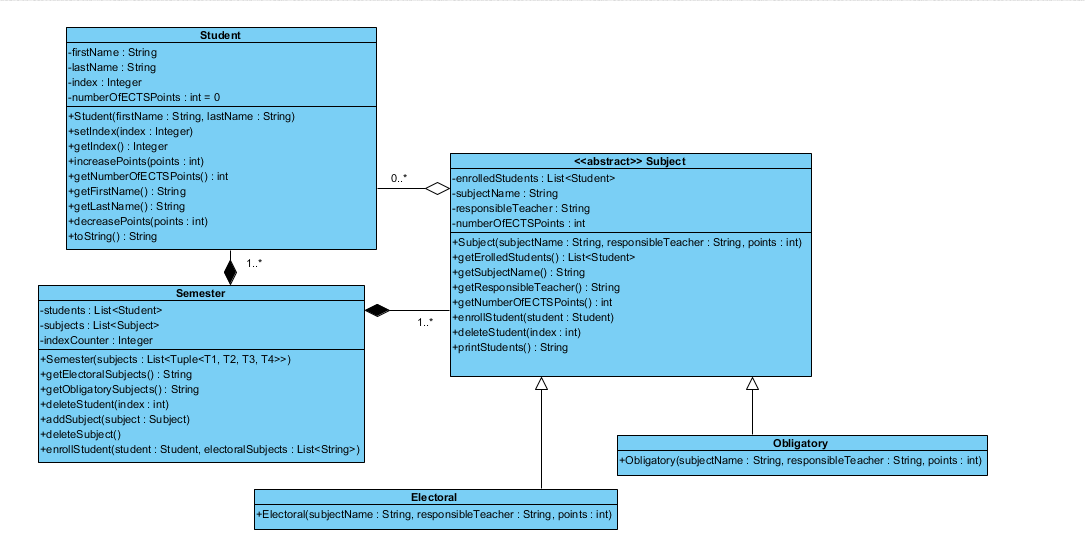 Student
-firstName : String
-lastName : String
-index : Integer
-numberOfECTSPoints : int = 0
+Student(firstName : String, lastName : String)
+setIndex(index : Integer)
+getIndex() : Integer
+increasePoints(points : int)
+getNumberOfECTSPoints() : int
+getFirstName() : String
+getLastName() : String
+decreasePoints(points : int)
+toString() : String
0..*
<<abstract>> Subject
-enrolledStudents : List<Student>
-subjectName : String
-responsibleTeacher : String
-numberOfECTSPoints : int
+Subject(subjectName : String, responsibleTeacher : String, points : int)
+getErolledStudents() : List<Student>
+getSubjectName() : String
+getResponsibleTeacher() : String
+getNumberOfECTSPoints() : int
+enrollStudent(student : Student)
+deleteStudent(index : int)
+printStudents() : String
1..*
Semester
-students : List<Student>
-subjects : List<Subject>
-indexCounter : Integer
+Semester(subjects : List<Tuple<T1, T2, T3, T4>>)
+getElectoralSubjects() : String
+getObligatorySubjects() : String
+deleteStudent(index : int)
+addSubject(subject : Subject)
+deleteSubject()
+enrollStudent(student : Student, electoralSubjects : List<String>)
1..*
Obligatory
+Obligatory(subjectName : String, responsibleTeacher : String, points : int)
Electoral
+Electoral(subjectName : String, responsibleTeacher : String, points : int)